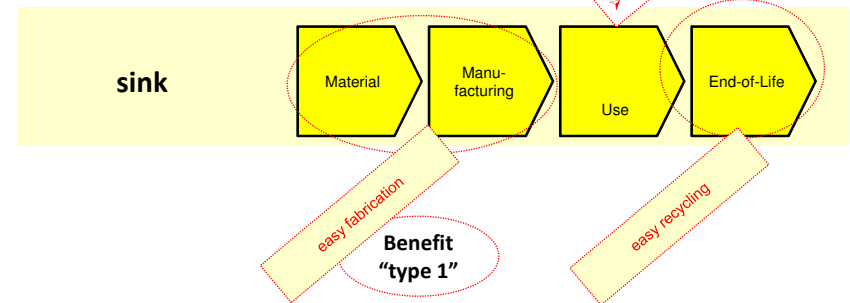 sink
Material
Manu-
facturing
Use
End-of-Life
easy fabrication
easy recycling
Benefit
“type 1”